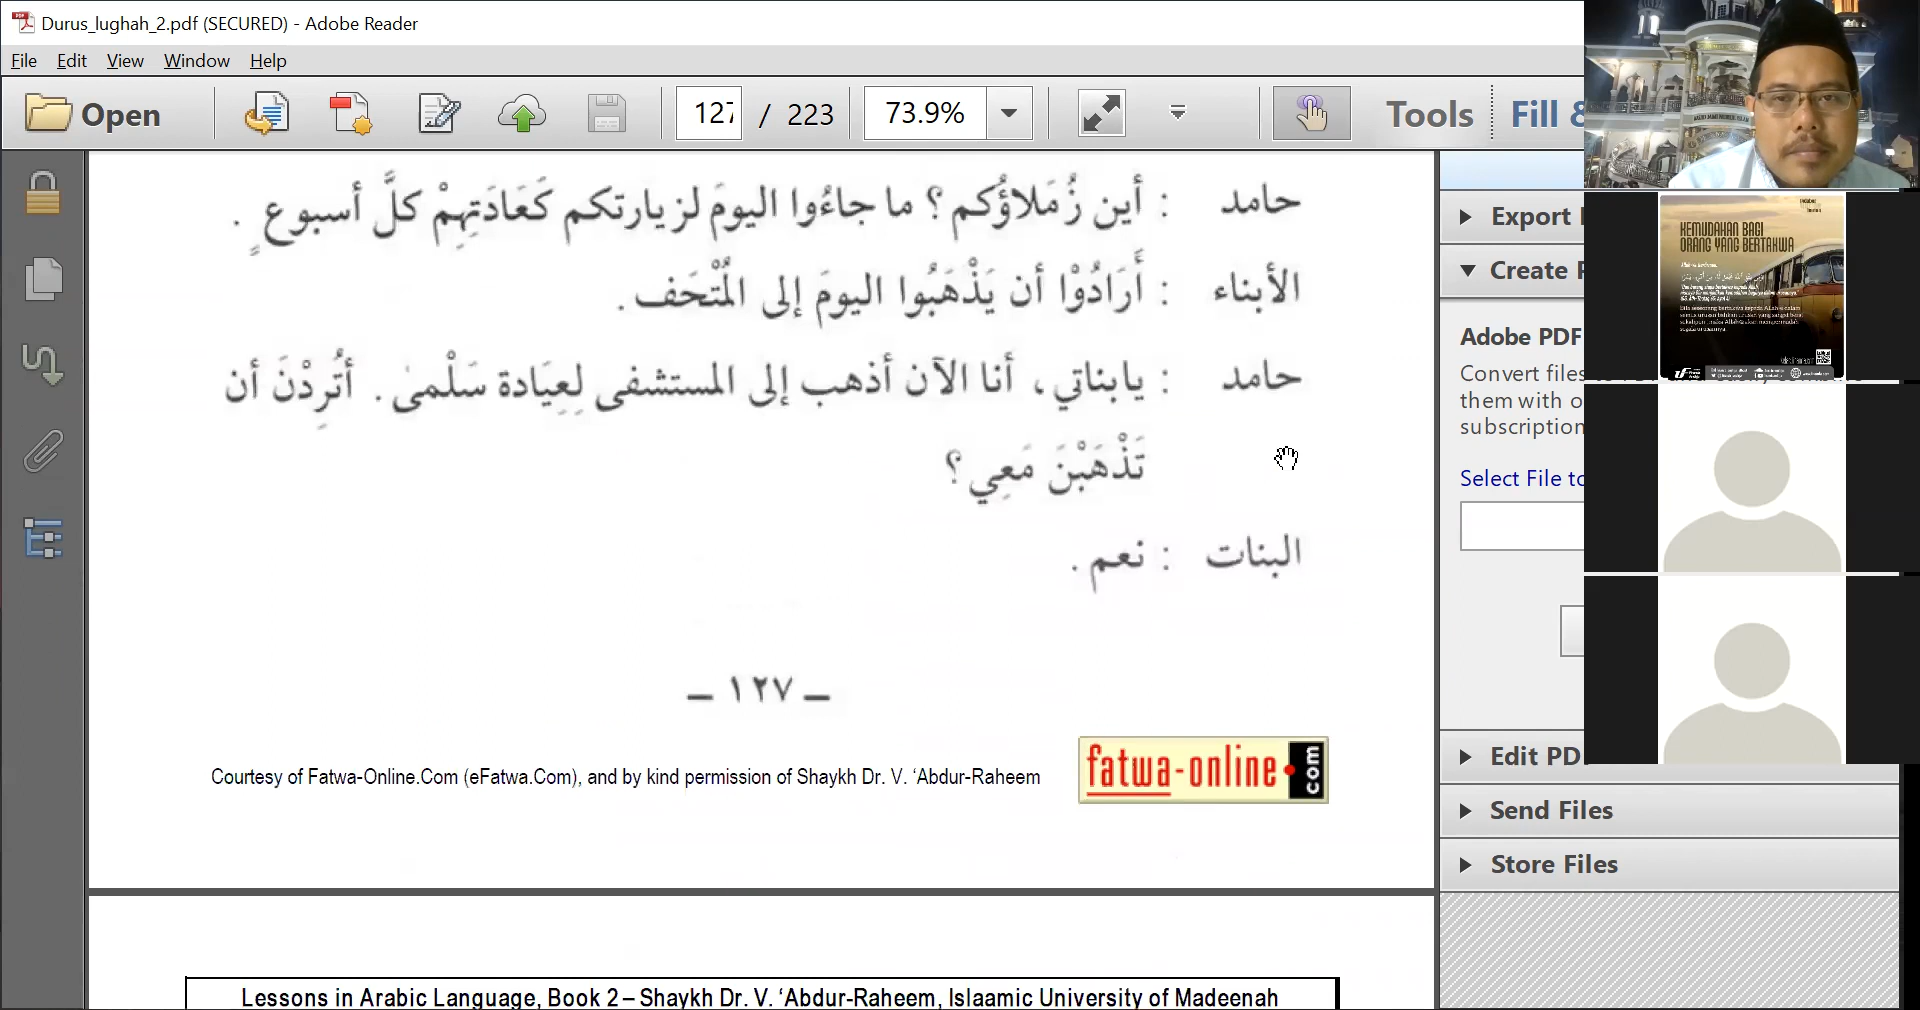 Durus_lughah_2.pdf (SECURED) - Adobe Reader
File Edit View Window Help
Open
127 / 223
73.9%
Tools
Fill &
حامد : أين زُمَلاؤُكم ؟ ما جاءُوا اليومَ لزيارتكم كَعَادَتِهِمْ كلَّ أسبوعٍ .
الأبناء : أَرَادُوْا أن يَذْهَبُوا اليومَ إلى المُتْحَف .
حامد : يابناتي، أنا الآن أذهب إلى المستشفى لِعِيَادة سَلْمىٰ . أتُرِدْنَ أن
تَذْهَبْنَ مَعِي ؟
البنات : نعم .
– ١٢٧ –
Courtesy of Fatwa-Online.Com (eFatwa.Com), and by kind permission of Shaykh Dr. V. ‘Abdur-Raheem
fatwa-online.com
Lessons in Arabic Language, Book 2 – Shaykh Dr. V. ‘Abdur-Raheem, Islaamic University of Madeenah
Export
Create
Adobe PDF
Convert files
them with o
subscription
Select File to
Edit PD
Send Files
Store Files
KEMUDAHAN BAGI
ORANG YANG BERTAKWA